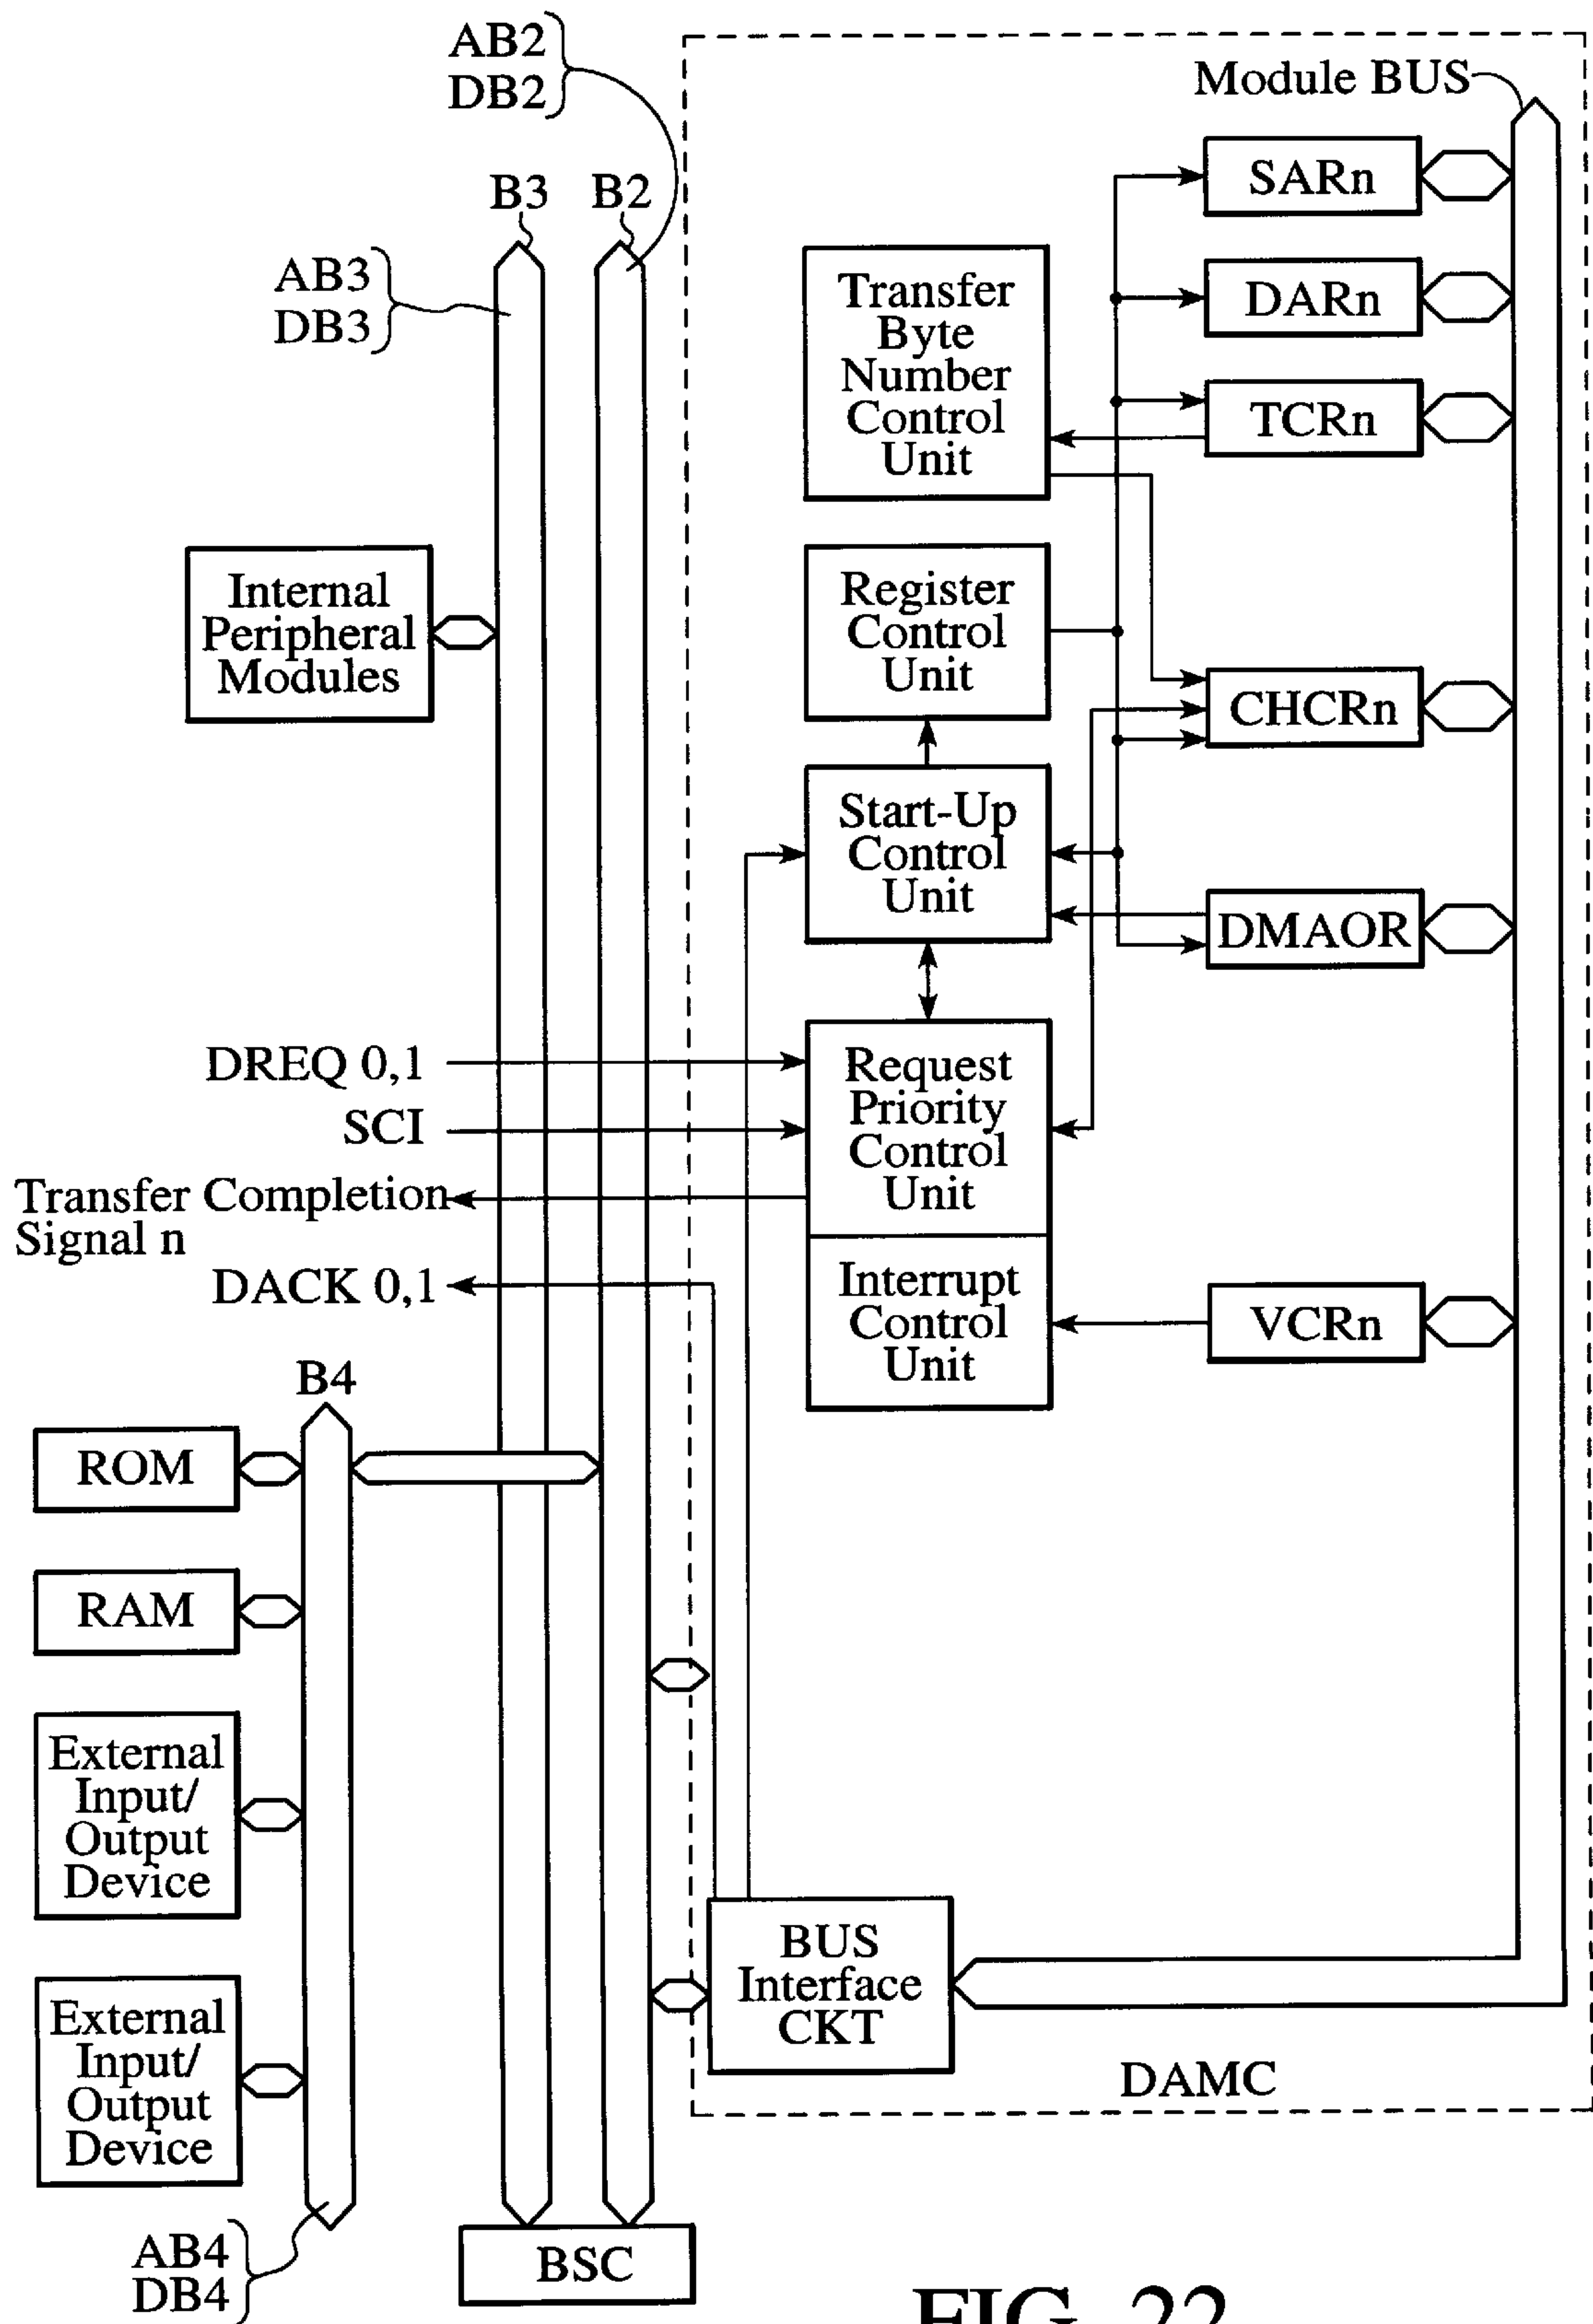 AB2
DB2
Module BUS
B3
B2
AB3
DB3
SARn
DARn
TCRn
Transfer
Byte
Number
Control
Unit
Internal
Peripheral
Modules
Register
Control
Unit
CHCRn
Start-Up
Control
Unit
DMAOR
DREQ 0,1
SCI
Transfer Completion
Signal n
DACK 0,1
Request
Priority
Control
Unit
Interrupt
Control
Unit
VCRn
B4
ROM
RAM
External
Input/
Output
Device
External
Input/
Output
Device
BUS
Interface
CKT
DAMC
AB4
DB4
BSC
FIG. 22